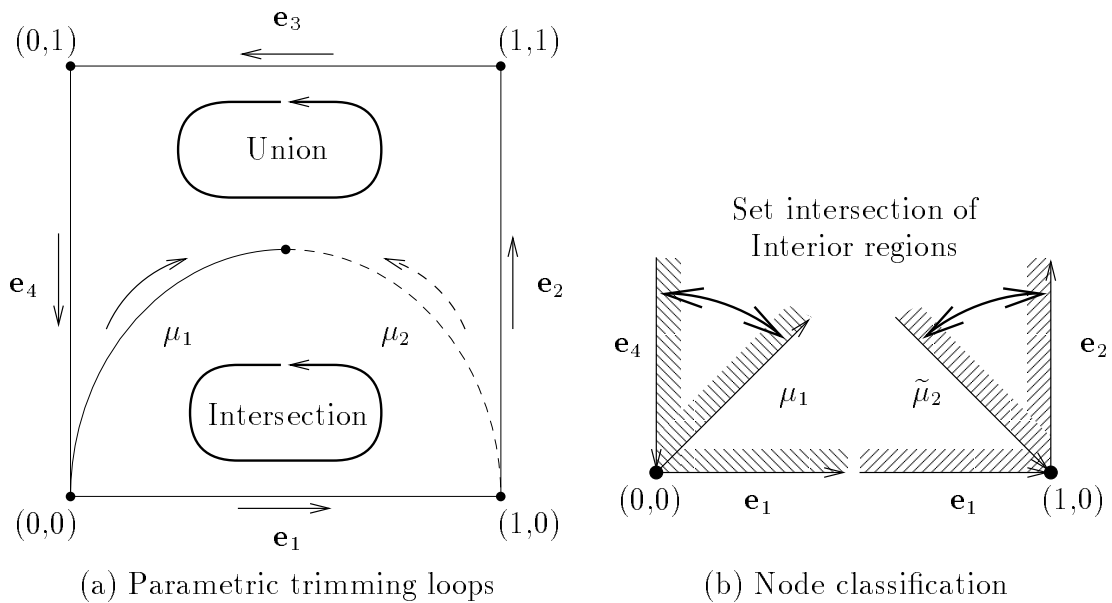 e₃
(0,1)
(1,1)
Union
Set intersection of
Interior regions
e₄
e₂
μ₁
μ₂
e₄
e₂
μ₁
μ̃₂
Intersection
(0,0)
(1,0)
e₁
(0,0)
e₁
e₁
(1,0)
(a) Parametric trimming loops
(b) Node classification